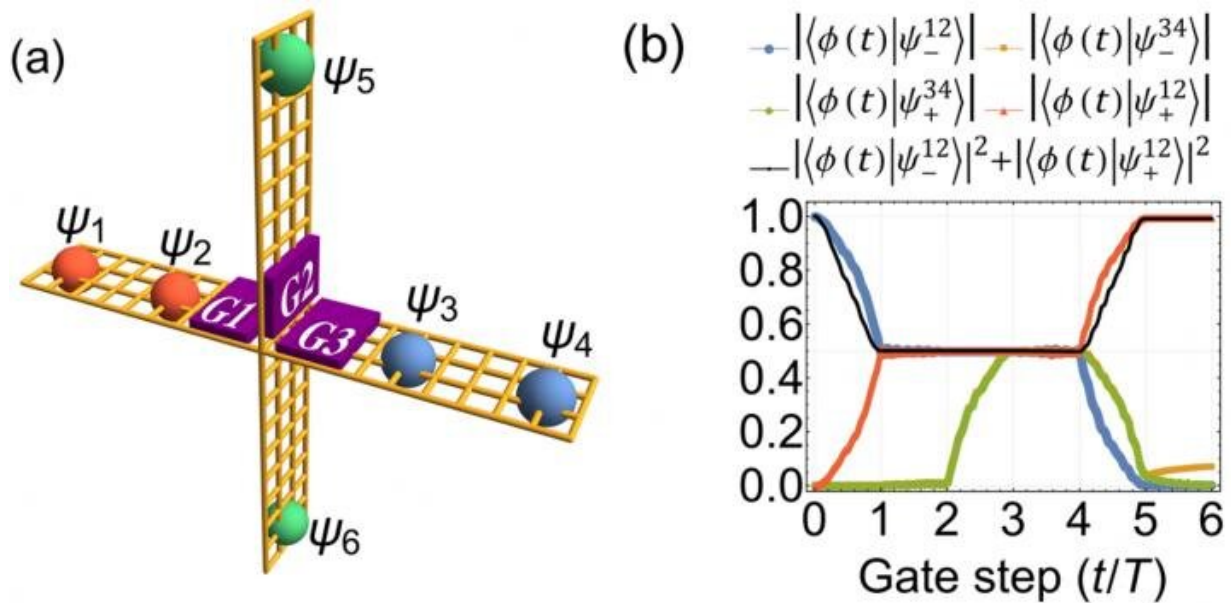 (a)
ψ5
ψ1
ψ2
G1
G2
G3
ψ3
ψ4
ψ6
(b)
|⟨ϕ(t)|ψ₋¹²⟩| |⟨ϕ(t)|ψ₋³⁴⟩|
|⟨ϕ(t)|ψ₊³⁴⟩| |⟨ϕ(t)|ψ₊¹²⟩|
|⟨ϕ(t)|ψ₋¹²⟩|²+|⟨ϕ(t)|ψ₊¹²⟩|²
1.0
0.8
0.6
0.4
0.2
0.0
0 1 2 3 4 5 6
Gate step (t/T)